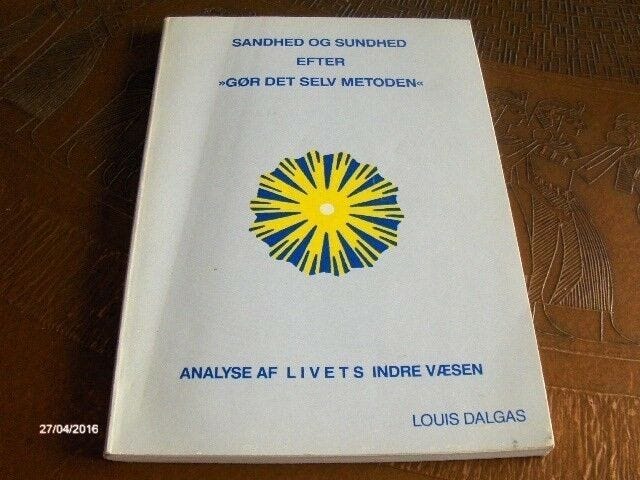 SANDHED OG SUNDHED
EFTER
»GØR DET SELV METODEN«
ANALYSE AF LIVETS INDRE VÆSEN
LOUIS DALGAS
27/04/2016